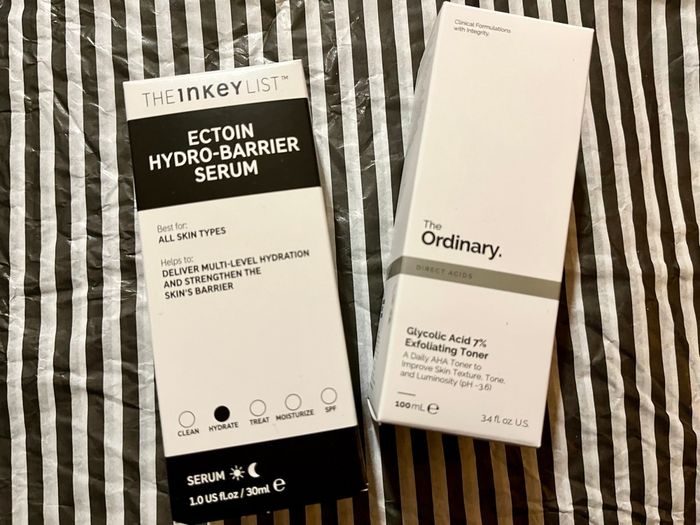 THE INKEY LIST™
ECTOIN
HYDRO-BARRIER
SERUM
Best for:
ALL SKIN TYPES
Helps to:
DELIVER MULTI-LEVEL HYDRATION
AND STRENGTHEN THE
SKIN'S BARRIER
CLEAN
HYDRATE
TREAT
MOISTURIZE
SPF
SERUM
1.0 US fl.oz / 30ml ℮
Clinical Formulations
with Integrity.
The
Ordinary.
DIRECT ACIDS
Glycolic Acid 7%
Exfoliating Toner
A Daily AHA Toner to
Improve Skin Texture, Tone,
and Luminosity (pH ~3.6)
100mL ℮
3.4 fl. oz. U.S.